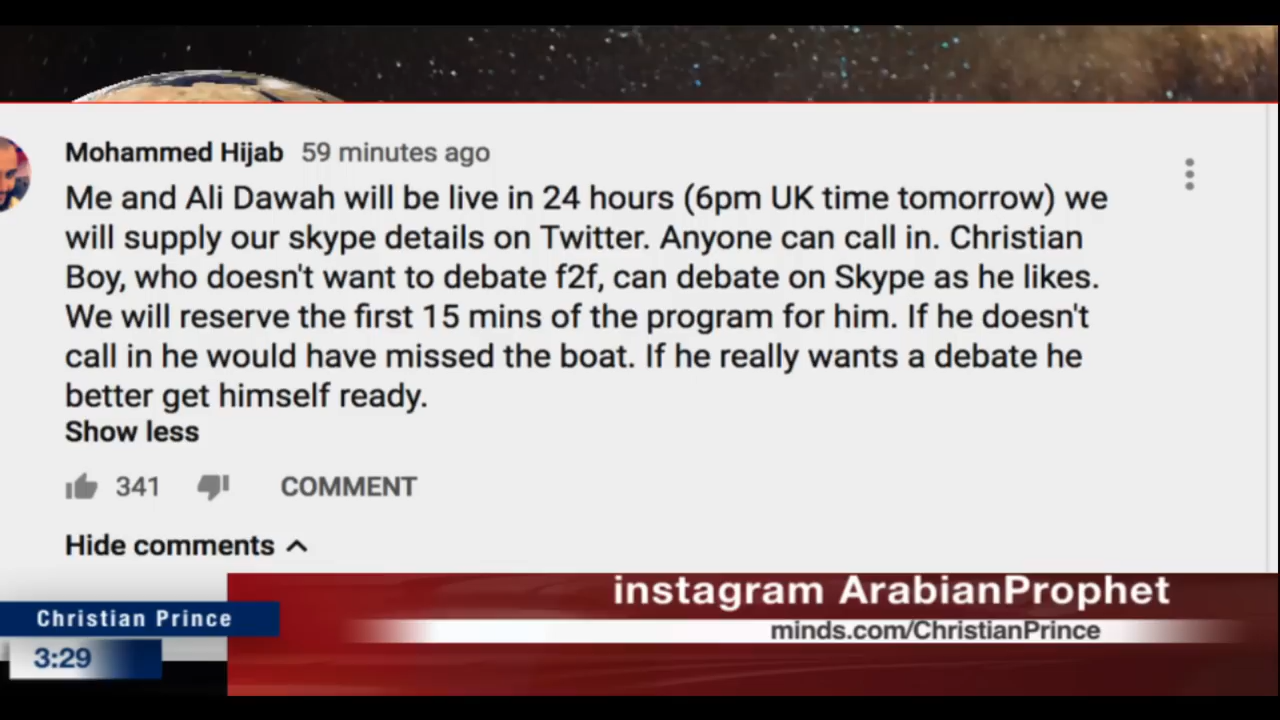 Mohammed Hijab 59 minutes ago
Me and Ali Dawah will be live in 24 hours (6pm UK time tomorrow) we
will supply our skype details on Twitter. Anyone can call in. Christian
Boy, who doesn't want to debate f2f, can debate on Skype as he likes.
We will reserve the first 15 mins of the program for him. If he doesn't
call in he would have missed the boat. If he really wants a debate he
better get himself ready.
Show less
341 COMMENT
Hide comments
instagram ArabianProphet
Christian Prince
minds.com/ChristianPrince
3:29